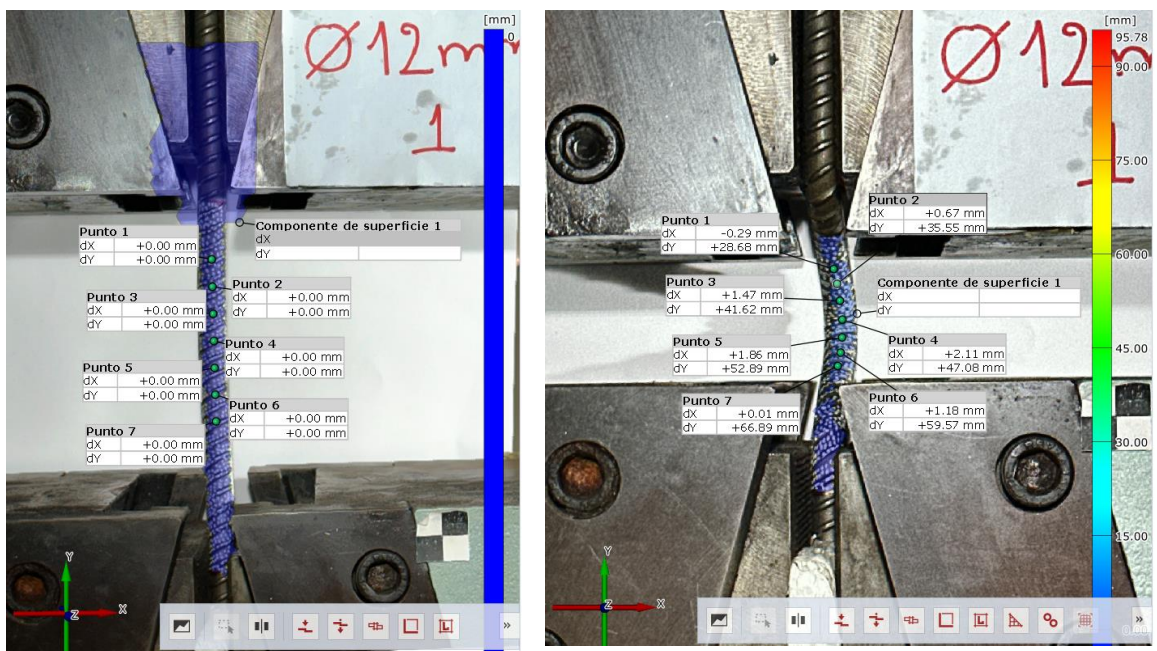 [mm]
0
Ø12m
1
Punto 1
dX +0.00 mm
dY +0.00 mm
Componente de superficie 1
dX
dY
Punto 2
dX +0.00 mm
dY +0.00 mm
Punto 3
dX +0.00 mm
dY +0.00 mm
Punto 4
dX +0.00 mm
dY +0.00 mm
Punto 5
dX +0.00 mm
dY +0.00 mm
Punto 6
dX +0.00 mm
dY +0.00 mm
Punto 7
dX +0.00 mm
dY +0.00 mm
Y
Z X
L
»
[mm]
95.78
90.00
75.00
60.00
45.00
30.00
15.00
Ø12m
1
Punto 1
dX -0.29 mm
dY +28.68 mm
Punto 2
dX +0.67 mm
dY +35.55 mm
Punto 3
dX +1.47 mm
dY +41.62 mm
Componente de superficie 1
dX
dY
Punto 4
dX +2.11 mm
dY +47.08 mm
Punto 5
dX +1.86 mm
dY +52.89 mm
Punto 6
dX +1.18 mm
dY +59.57 mm
Punto 7
dX +0.01 mm
dY +66.89 mm
Y
Z X
L
»